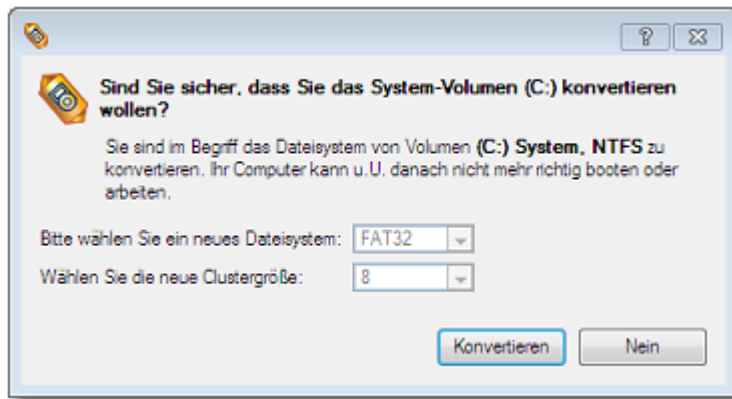 Sind Sie sicher, dass Sie das System-Volumen (C:) konvertieren
wollen?
Sie sind im Begriff das Dateisystem von Volumen (C:) System, NTFS zu
konvertieren. Ihr Computer kann u.U. danach nicht mehr richtig booten oder
arbeiten.
Bitte wählen Sie ein neues Dateisystem: FAT32
Wählen Sie die neue Clustergröße: 8
Konvertieren Nein